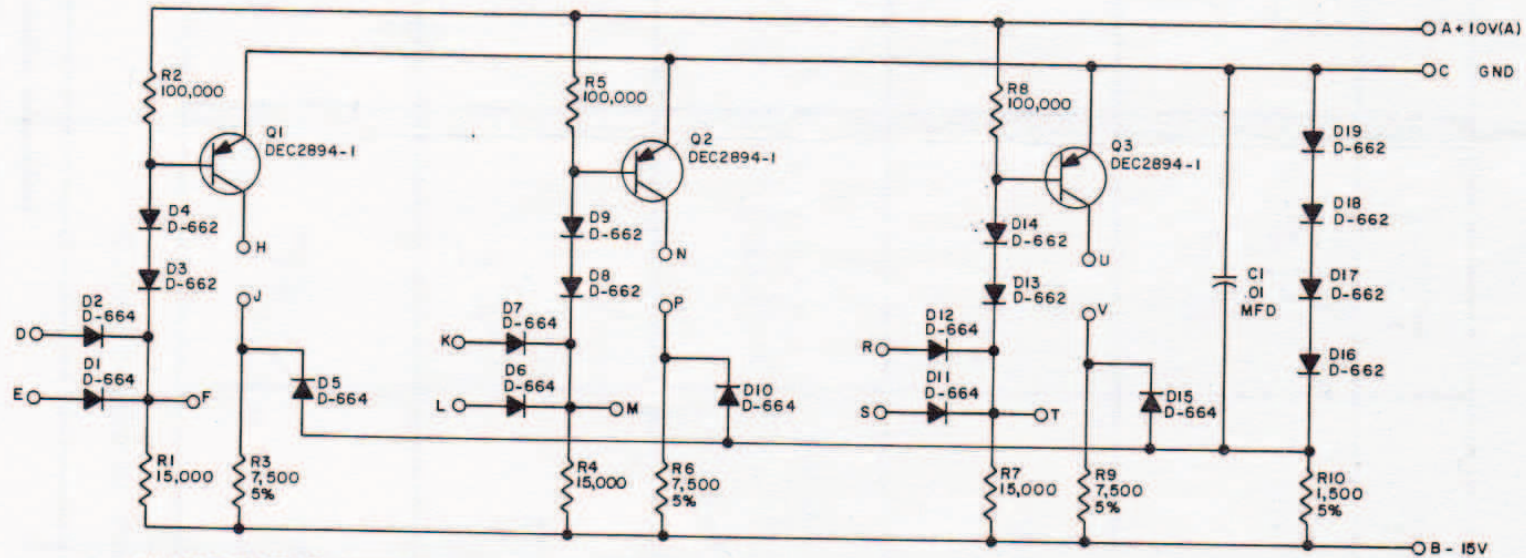 A+10V(A)
C GND
R2
100,000
Q1
DEC2894-1
D4
D-662
H
D3
D-662
J
D2
D-664
D
D1
D-664
E
F
D5
D-664
R1
15,000
R3
7,500
5%
R5
100,000
Q2
DEC2894-1
D9
D-662
N
D8
D-662
P
D7
D-664
K
D6
D-664
L
M
D10
D-664
R4
15,000
R6
7,500
5%
R8
100,000
Q3
DEC2894-1
D14
D-662
U
D13
D-662
V
D12
D-664
R
D11
D-664
S
T
D15
D-664
R7
15,000
R9
7,500
5%
C1
.01
MFD
D19
D-662
D18
D-662
D17
D-662
D16
D-662
R10
1,500
5%
B-15V